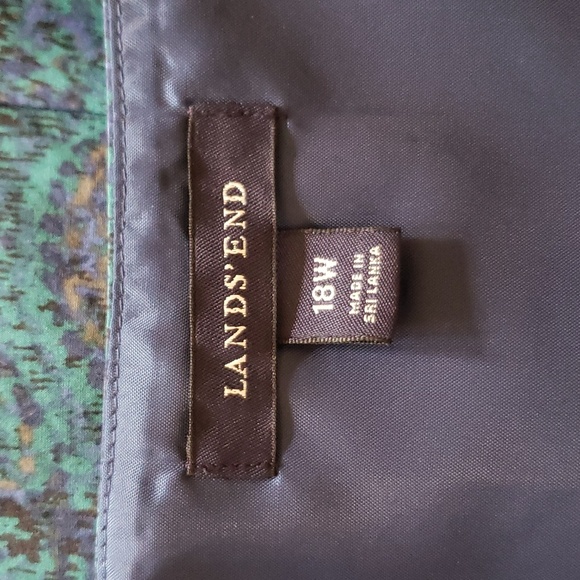 LANDS' END
18W
MADE IN
SRI LANKA